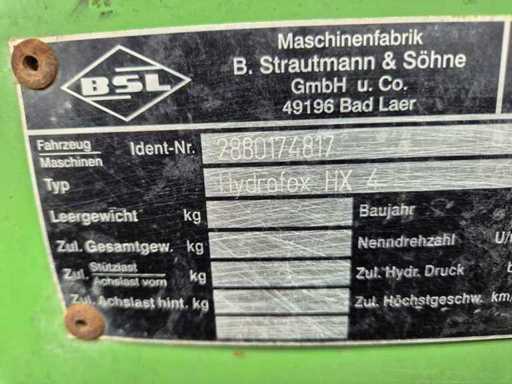 BSL
Maschinenfabrik
B. Strautmann & Söhne
GmbH u. Co.
49196 Bad Laer
Fahrzeug
Maschinen
Ident-Nr. 2880174817
Typ Hydrofox HX 4
Leergewicht kg
Baujahr
Zul. Gesamtgew. kg
Nenndrehzahl U/
Zul. Stützlast
Achslast vorn kg
Zul. Hydr. Druck
Zul. Achslast hint. kg
Zul. Höchstgeschw. km/